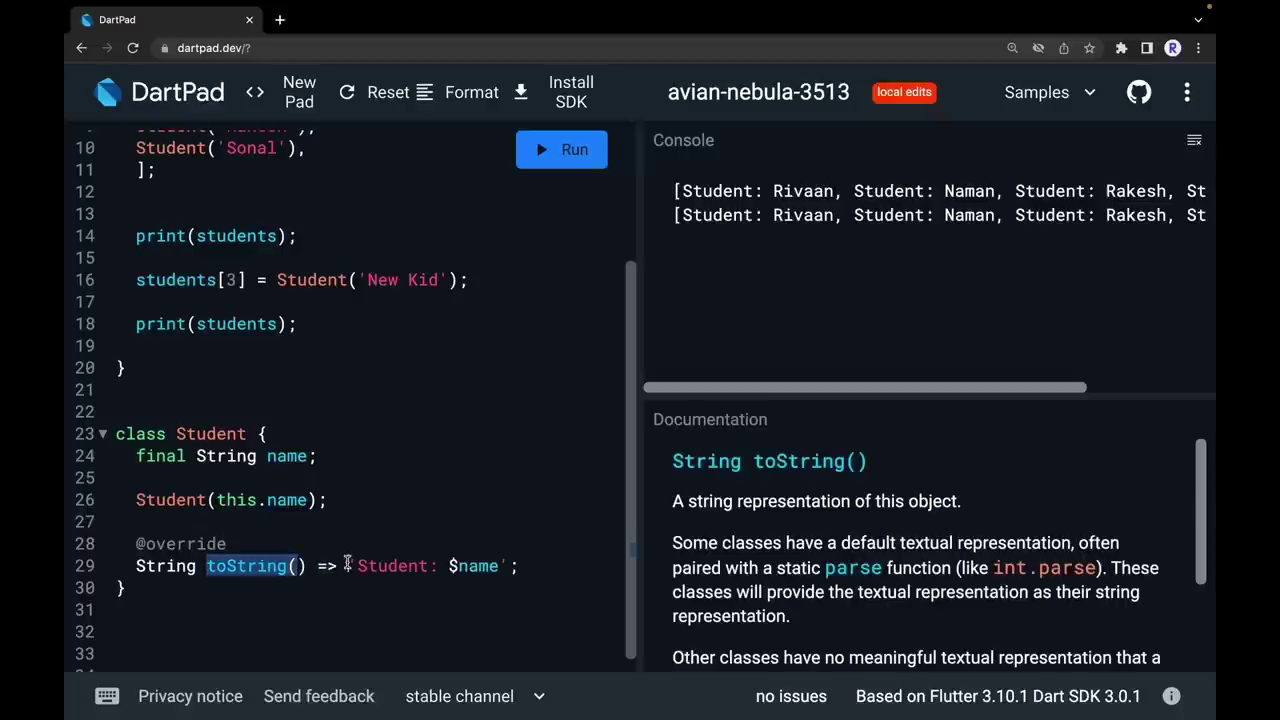 DartPad
dartpad.dev/?
R
DartPad
<>
New Pad
Reset
Format
Install SDK
avian-nebula-3513
local edits
Samples
10 Student('Sonal'),
11 ];
12
13
14 print(students);
15
16 students[3] = Student('New Kid');
17
18 print(students);
19
20 }
21
22
23 class Student {
24 final String name;
25
26 Student(this.name);
27
28 @override
29 String toString() => 'Student: $name';
30 }
31
32
33
Run
Console
[Student: Rivaan, Student: Naman, Student: Rakesh, St
[Student: Rivaan, Student: Naman, Student: Rakesh, St
Documentation
String toString()
A string representation of this object.
Some classes have a default textual representation, often
paired with a static parse function (like int.parse). These
classes will provide the textual representation as their string
representation.
Other classes have no meaningful textual representation that a
Privacy notice
Send feedback
stable channel
no issues
Based on Flutter 3.10.1 Dart SDK 3.0.1